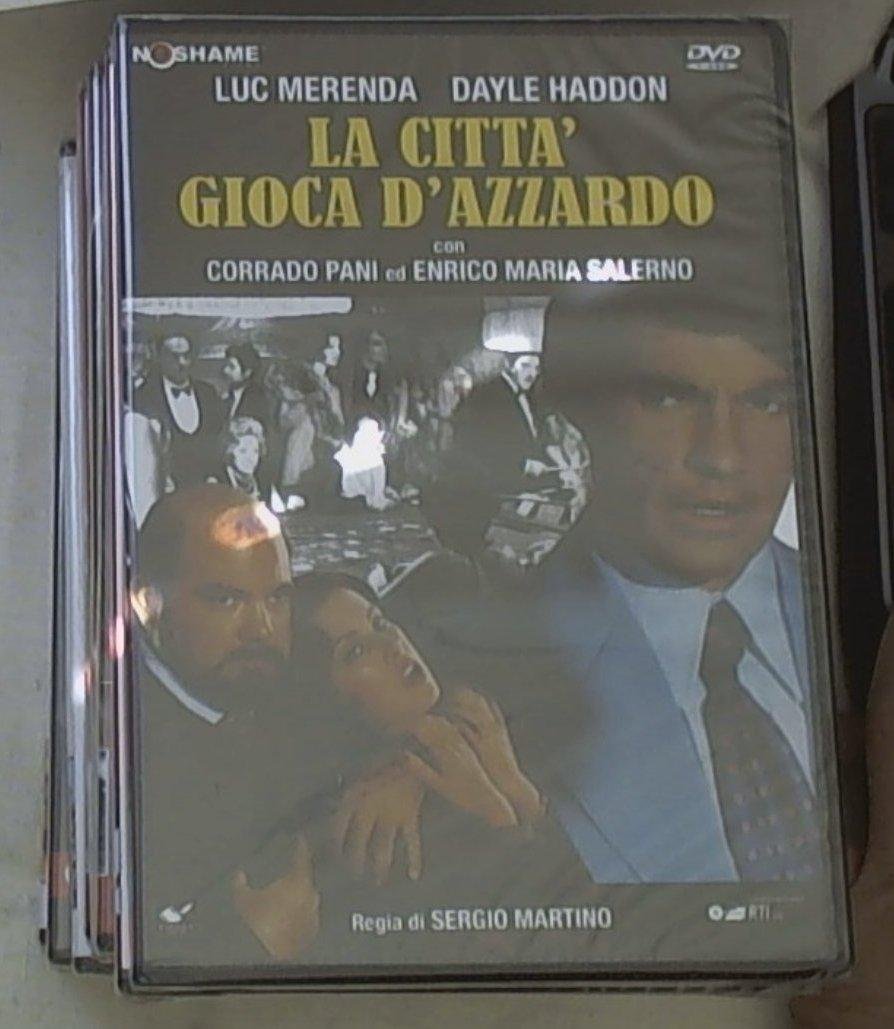 NOSHAME
DVD
LUC MERENDA DAYLE HADDON
LA CITTA'
GIOCA D'AZZARDO
con
CORRADO PANI ed ENRICO MARIA SALERNO
Regia di SERGIO MARTINO
RTI